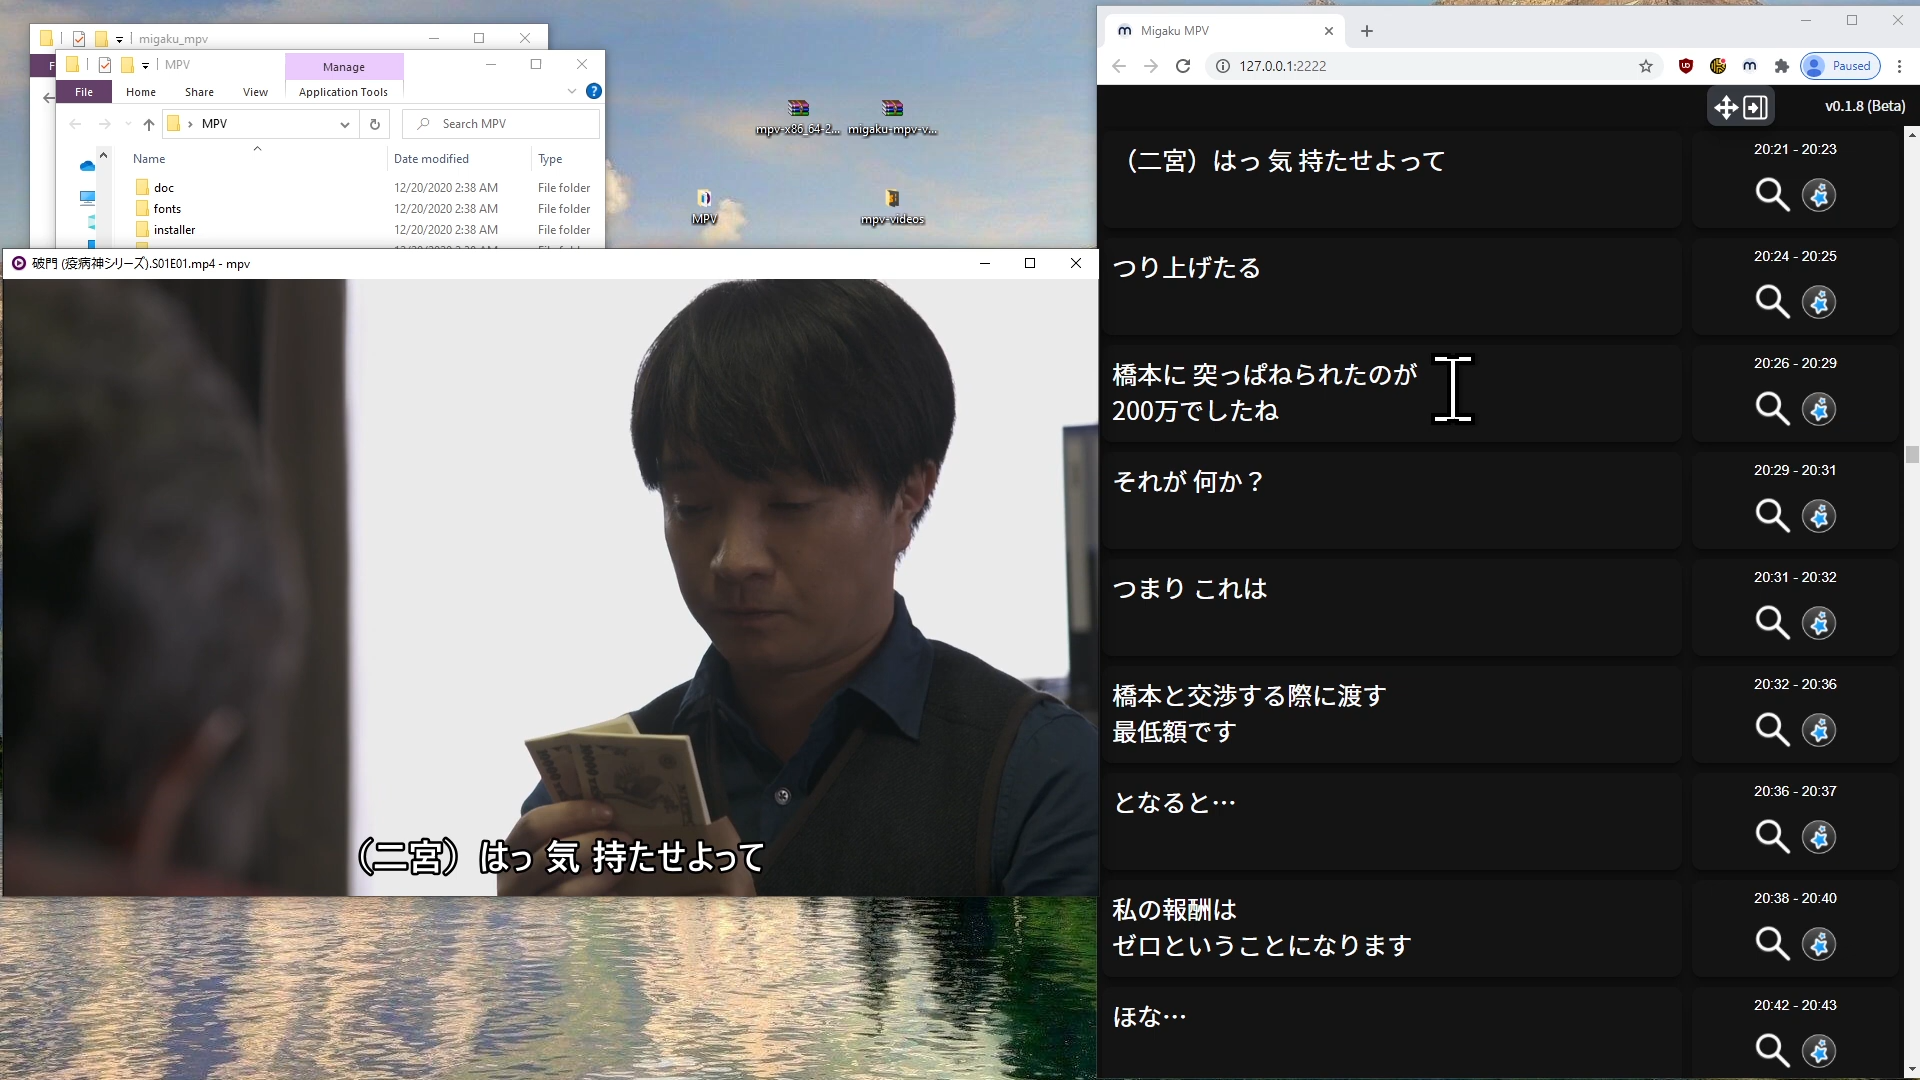 migaku_mpv
MPV
Manage
File
Home
Share
View
Application Tools
MPV
Search MPV
Name
Date modified
Type
doc
12/20/2020 2:38 AM
File folder
fonts
12/20/2020 2:38 AM
File folder
installer
12/20/2020 2:38 AM
File folder
mpv-x86_64-2...
migaku-mpv-v...
MPV
mpv-videos
破門 (疫病神シリーズ).S01E01.mp4 - mpv
（二宮）はっ 気 持たせよって
Migaku MPV
127.0.0.1:2222
Paused
v0.1.8 (Beta)
（二宮）はっ 気 持たせよって
20:21 - 20:23
つり上げたる
20:24 - 20:25
橋本に 突っぱねられたのが
200万でしたね
20:26 - 20:29
それが 何か？
20:29 - 20:31
つまり これは
20:31 - 20:32
橋本と交渉する際に渡す
最低額です
20:32 - 20:36
となると…
20:36 - 20:37
私の報酬は
ゼロということになります
20:38 - 20:40
ほな…
20:42 - 20:43